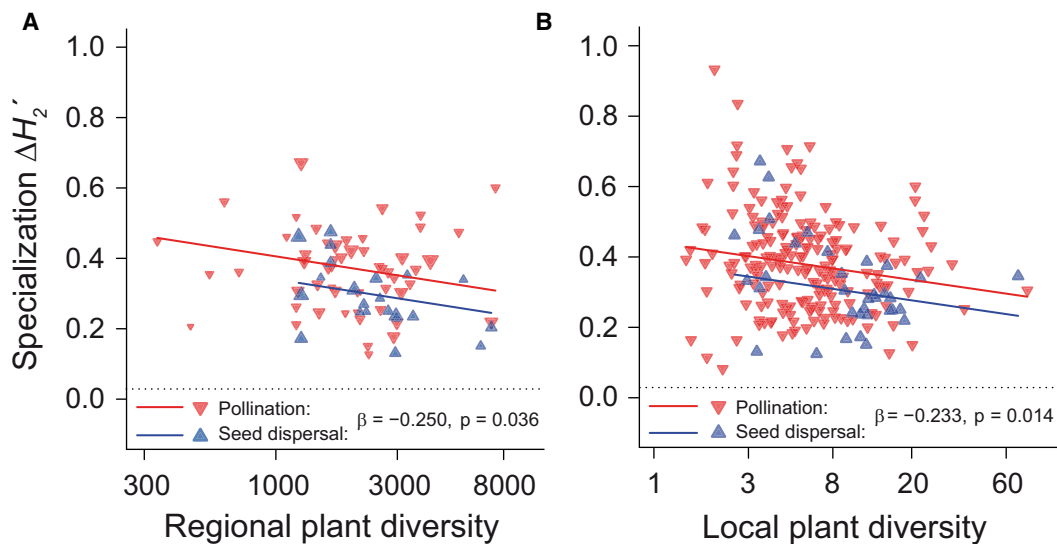 A
B
Specialization ΔH2′
1.0
0.8
0.6
0.4
0.2
0.0
Pollination:
Seed dispersal:
β = −0.250, p = 0.036
300
1000
3000
8000
Regional plant diversity
1.0
0.8
0.6
0.4
0.2
0.0
Pollination:
Seed dispersal:
β = −0.233, p = 0.014
1
3
8
20
60
Local plant diversity